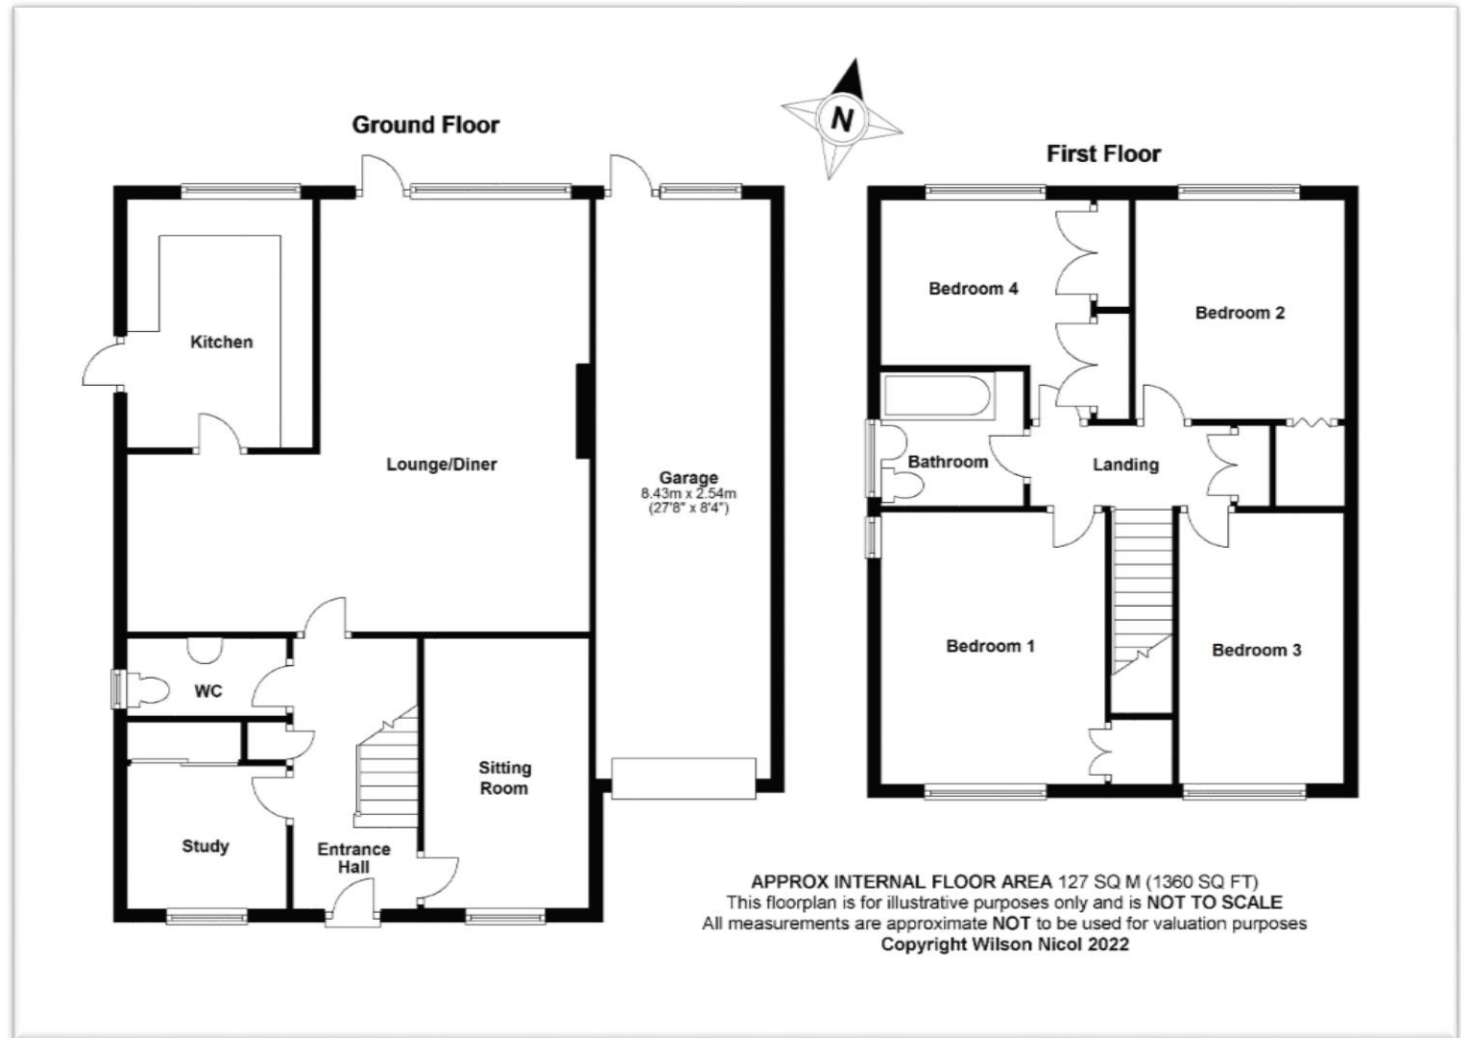 Ground Floor
N
First Floor
Kitchen
Lounge/Diner
Garage
8.43m x 2.54m
(27'8" x 8'4")
WC
Study
Entrance
Hall
Sitting
Room
Bedroom 4
Bedroom 2
Bathroom
Landing
Bedroom 1
Bedroom 3
APPROX INTERNAL FLOOR AREA 127 SQ M (1360 SQ FT)
This floorplan is for illustrative purposes only and is NOT TO SCALE
All measurements are approximate NOT to be used for valuation purposes
Copyright Wilson Nicol 2022